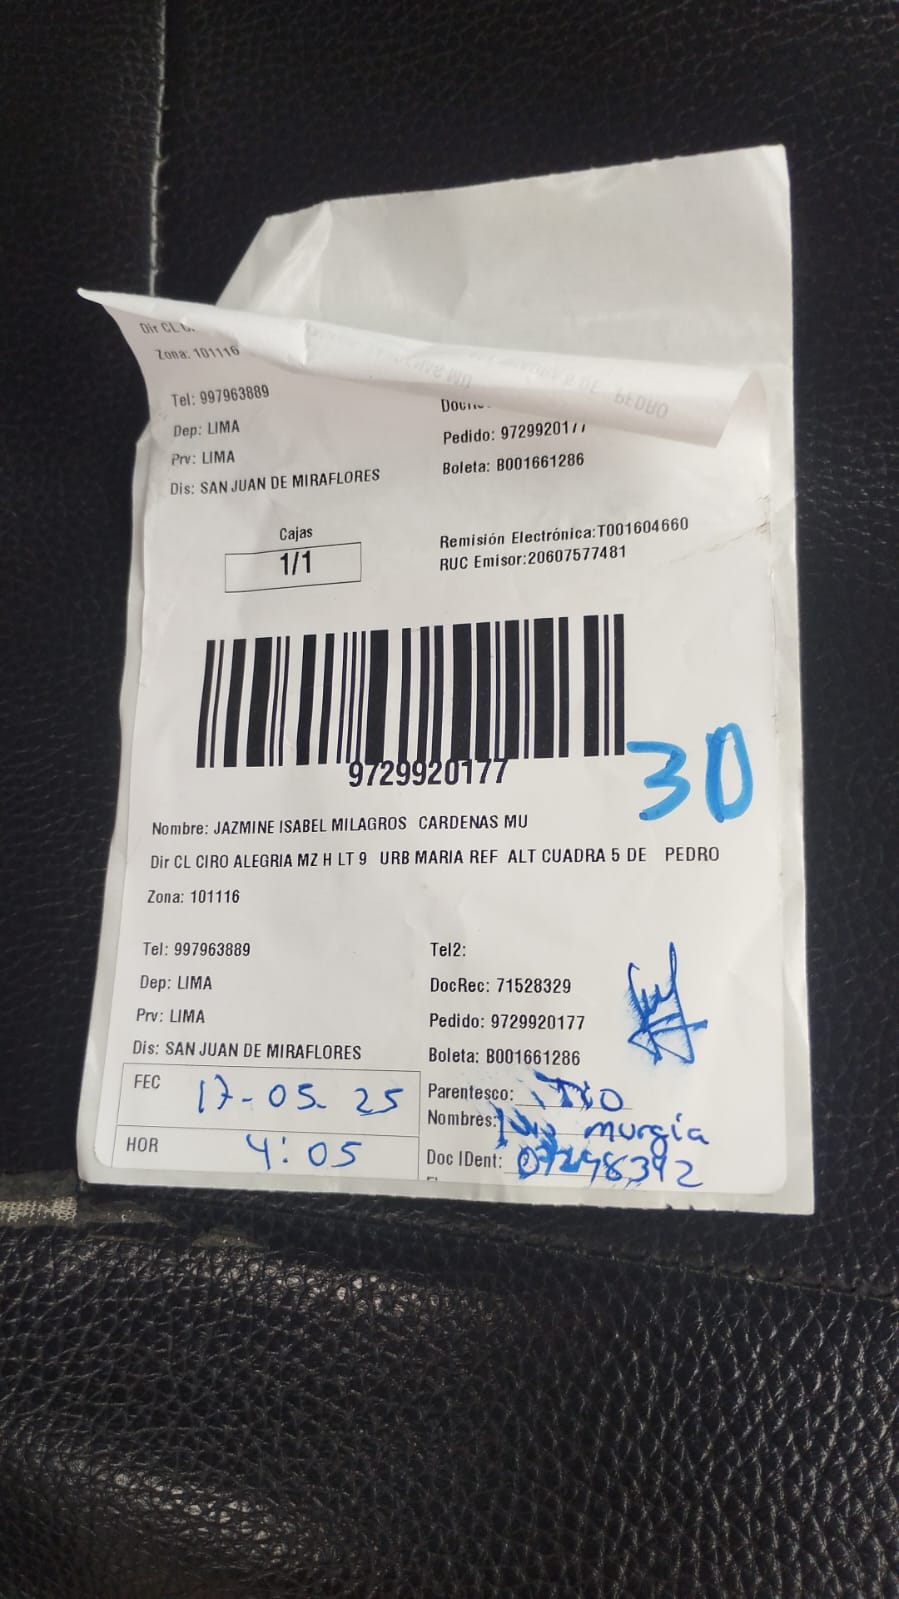 Dir CL C.
Zona: 101116
PEDRO
Tel: 997963889
Dep: LIMA
Pedido: 9729920177
Prv: LIMA
Boleta: B001661286
Dis: SAN JUAN DE MIRAFLORES
Cajas
1/1
Remisión Electrónica:T001604660
RUC Emisor:20607577481
9729920177
30
Nombre: JAZMINE ISABEL MILAGROS CARDENAS MU
Dir CL CIRO ALEGRIA MZ H LT 9 URB MARIA REF ALT CUADRA 5 DE PEDRO
Zona: 101116
Tel: 997963889
Tel2:
Dep: LIMA
DocRec: 71528329
Prv: LIMA
Pedido: 9729920177
Dis: SAN JUAN DE MIRAFLORES
Boleta: B001661286
FEC 17-05-25
Parentesco: TIO
Nombres: murgía
HOR 4:05
Doc IDent: 07298392